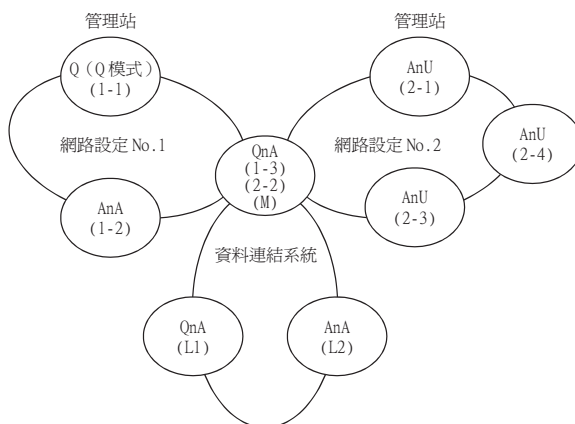 管理站
管理站
Q（Q模式）
(1-1)
AnU
(2-1)
網路設定 No.1
QnA
(1-3)
(2-2)
(M)
網路設定 No.2
AnU
(2-4)
AnA
(1-2)
AnU
(2-3)
資料連結系統
QnA
(L1)
AnA
(L2)